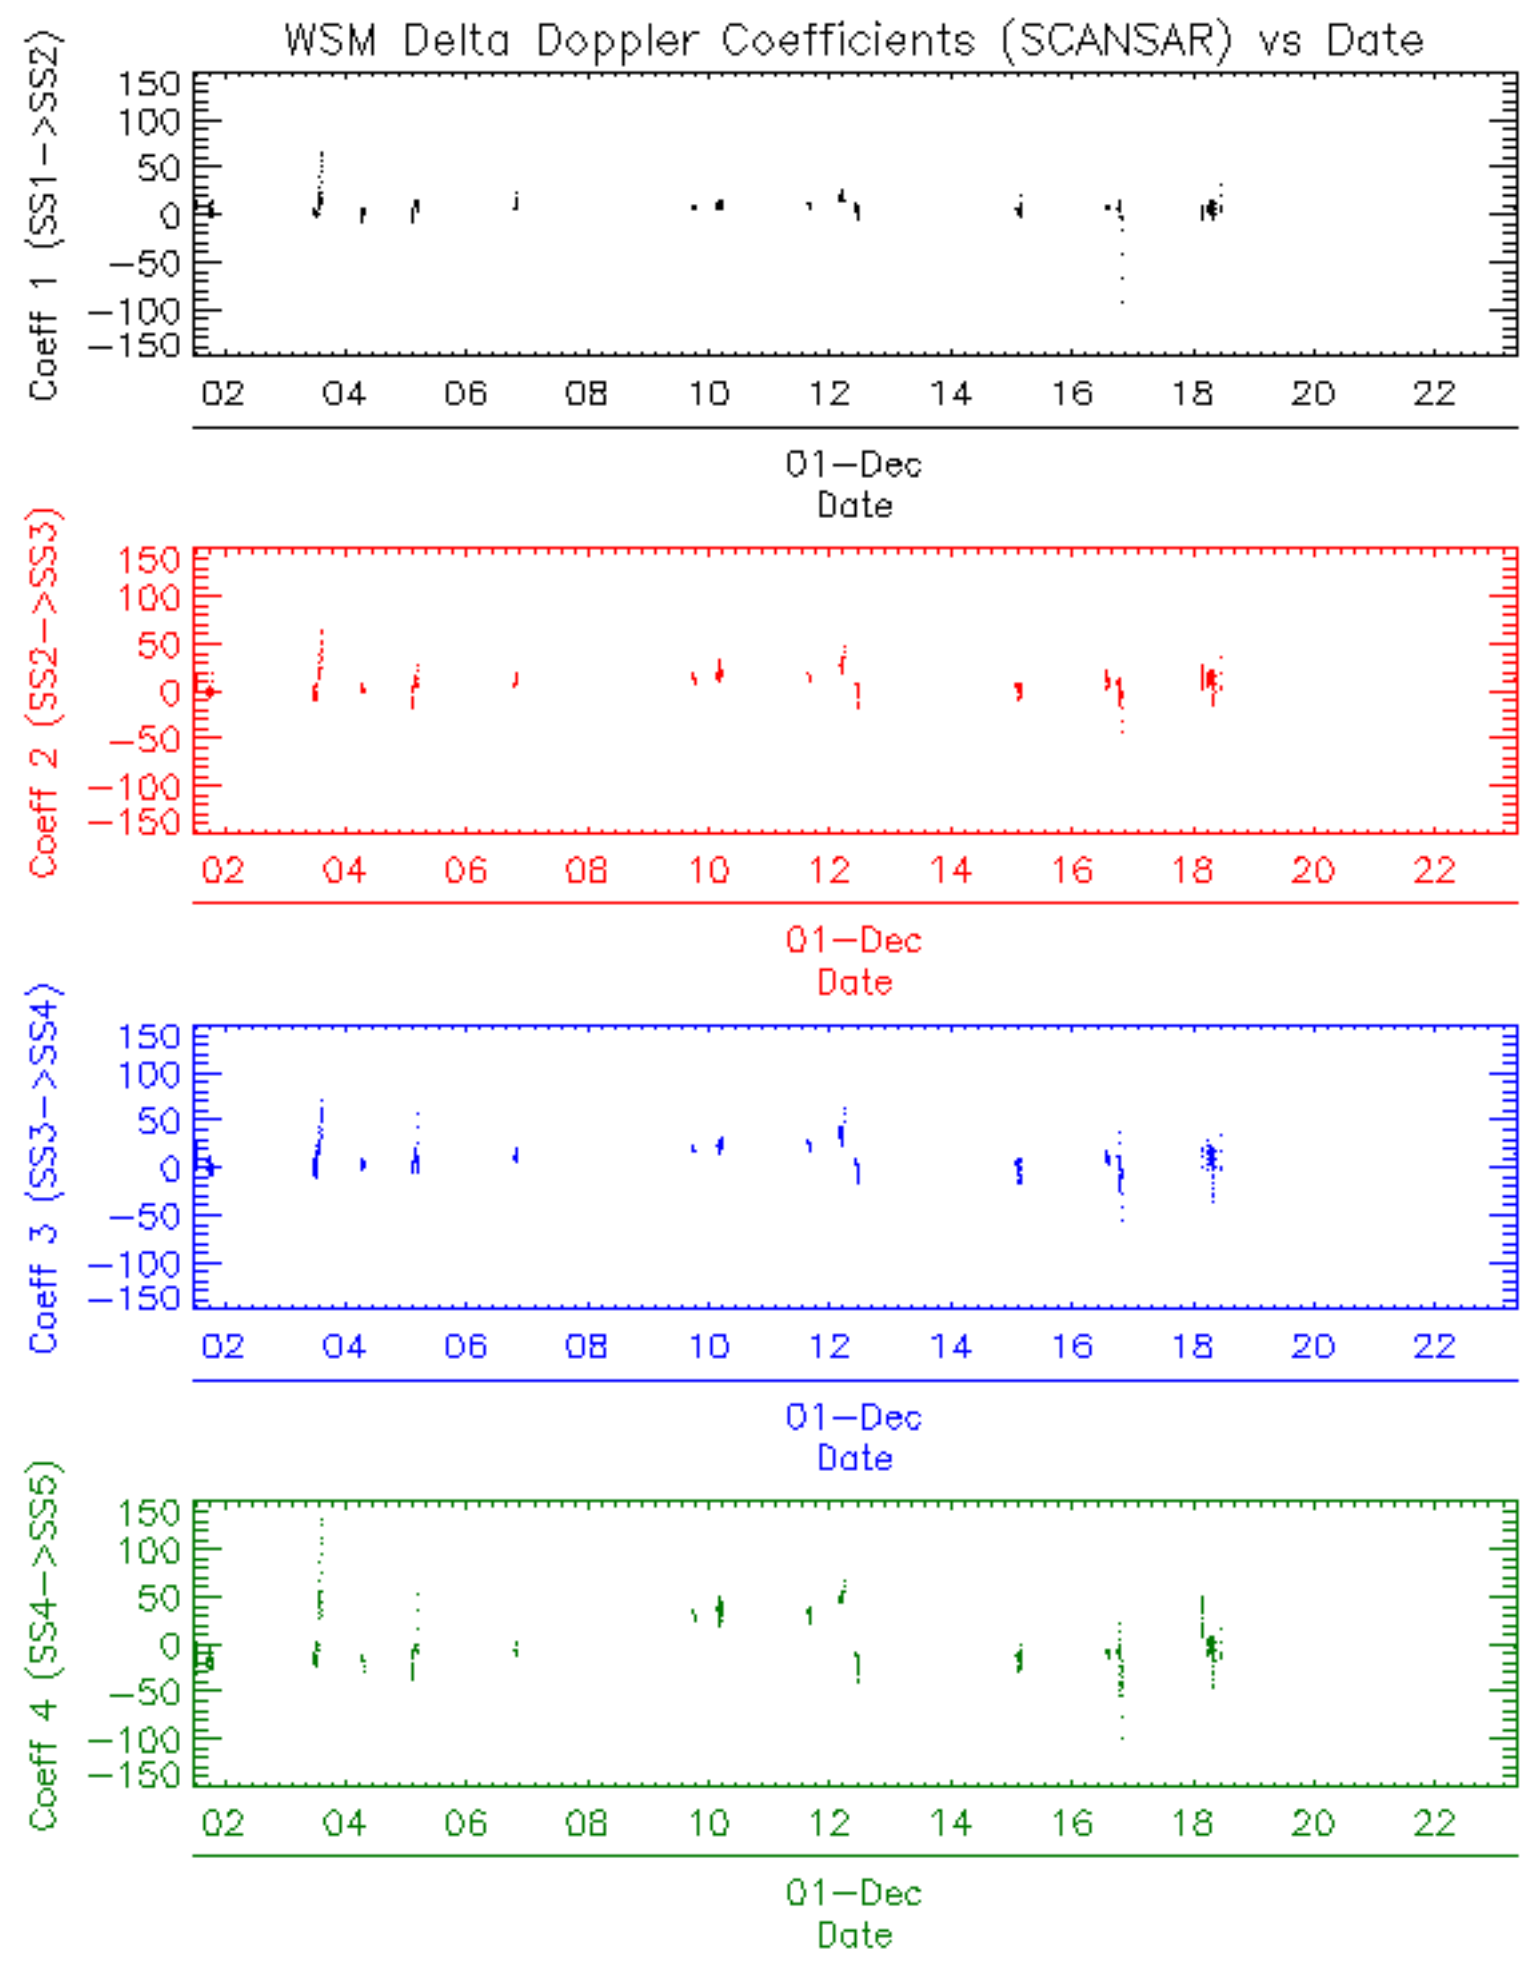 WSM Delta Doppler Coefficients (SCANSAR) vs Date
Coeff 1 (SS1->SS2)
150
100
50
0
-50
-100
-150
02 04 06 08 10 12 14 16 18 20 22
01-Dec
Date
Coeff 2 (SS2->SS3)
150
100
50
0
-50
-100
-150
02 04 06 08 10 12 14 16 18 20 22
01-Dec
Date
Coeff 3 (SS3->SS4)
150
100
50
0
-50
-100
-150
02 04 06 08 10 12 14 16 18 20 22
01-Dec
Date
Coeff 4 (SS4->SS5)
150
100
50
0
-50
-100
-150
02 04 06 08 10 12 14 16 18 20 22
01-Dec
Date